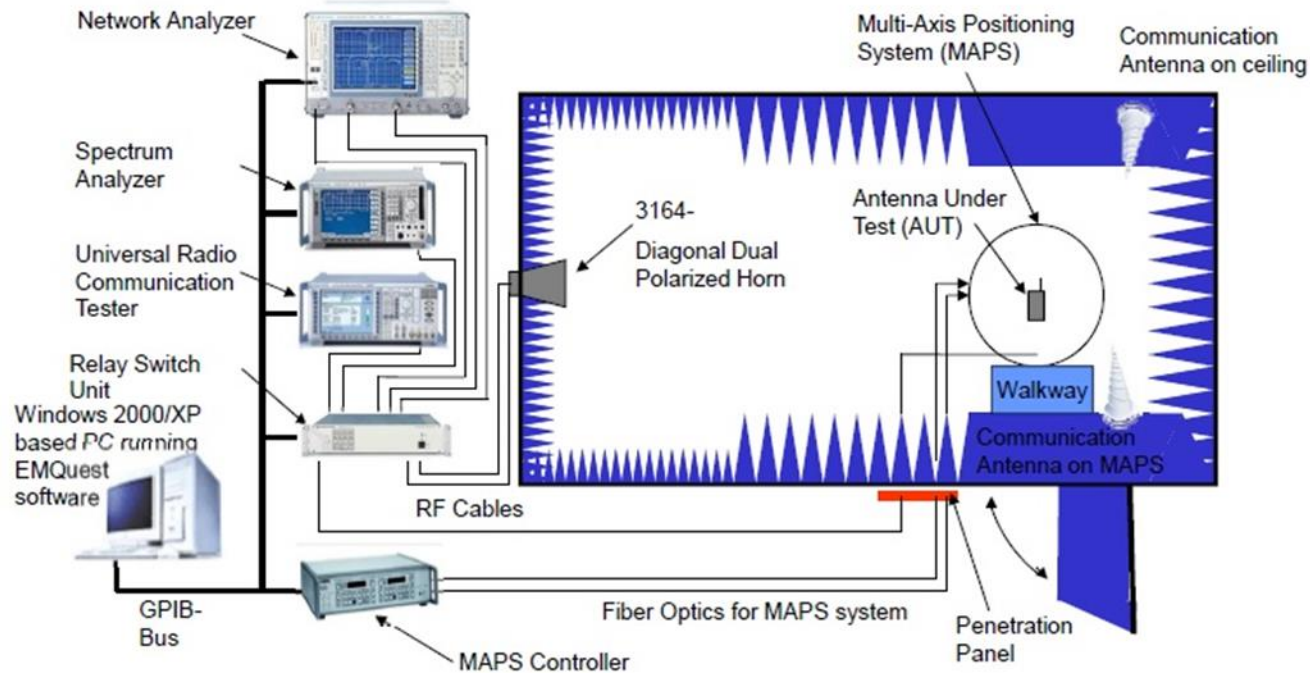 Network Analyzer
Spectrum
Analyzer
Universal Radio
Communication
Tester
Relay Switch
Unit
Windows 2000/XP
based PC running
EMQuest
software
GPIB-
Bus
MAPS Controller
RF Cables
Fiber Optics for MAPS system
3164-
Diagonal Dual
Polarized Horn
Multi-Axis Positioning
System (MAPS)
Communication
Antenna on ceiling
Antenna Under
Test (AUT)
Walkway
Communication
Antenna on MAPS
Penetration
Panel